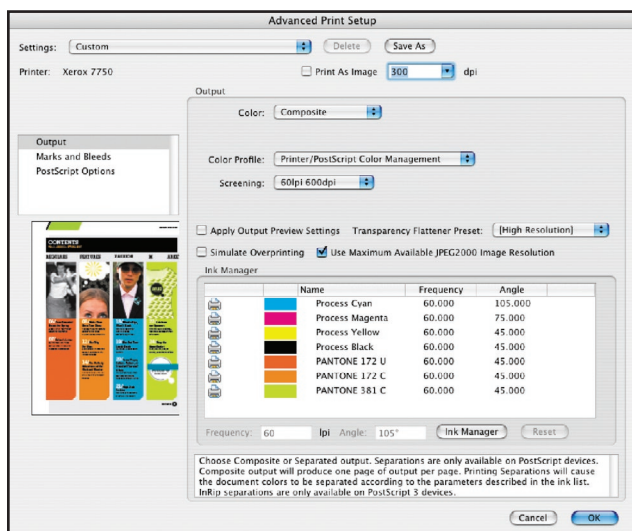 Advanced Print Setup
Settings: Custom Delete Save As
Printer: Xerox 7750 Print As Image 300 dpi
Output
Color: Composite
Output
Marks and Bleeds
PostScript Options
Color Profile: Printer/PostScript Color Management
Screening: 60lpi 600dpi
Apply Output Preview Settings Transparency Flattener Preset: [High Resolution]
Simulate Overprinting Use Maximum Available JPEG2000 Image Resolution
Ink Manager
Name Frequency Angle
Process Cyan 60.000 105.000
Process Magenta 60.000 75.000
Process Yellow 60.000 45.000
Process Black 60.000 45.000
PANTONE 172 U 60.000 45.000
PANTONE 172 C 60.000 45.000
PANTONE 381 C 60.000 45.000
Frequency: 60 lpi Angle: 105° Ink Manager Reset
Choose Composite or Separated output. Separations are only available on PostScript devices.
Composite output will produce one page of output per page. Printing Separations will cause
the document colors to be separated according to the parameters described in the ink list.
InRip separations are only available on PostScript 3 devices.
Cancel OK
CONTENTS